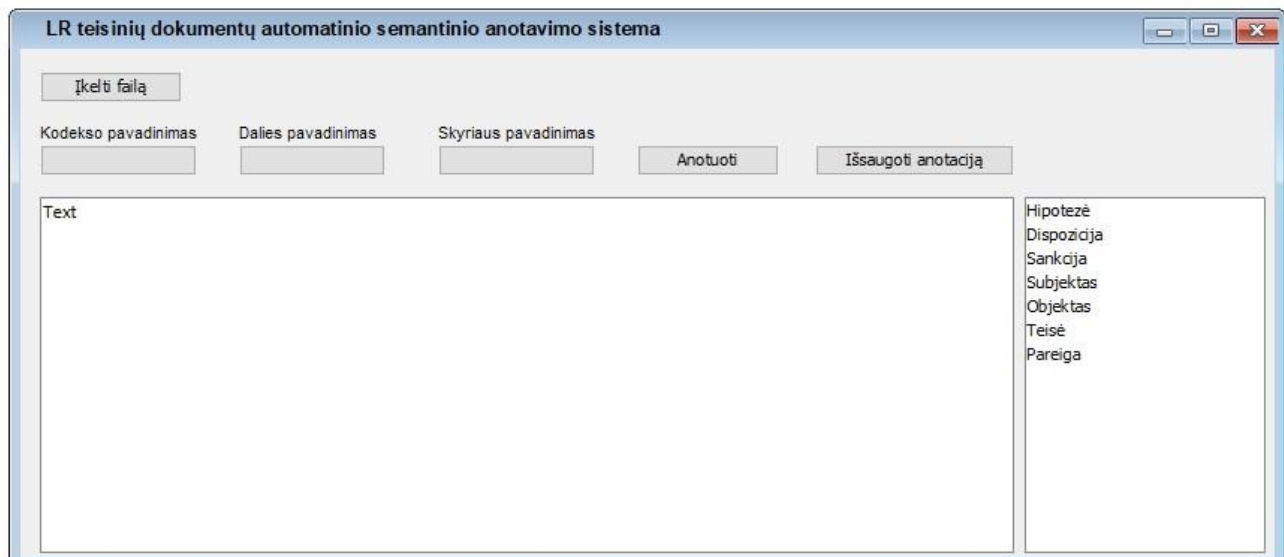 LR teisinių dokumentų automatinio semantinio anotavimo sistema
Įkelti failą
Kodekso pavadinimas Dalies pavadinimas Skyriaus pavadinimas
Anotuoti Išsaugoti anotaciją
Text
Hipotezė
Dispozicija
Sankcija
Subjektas
Objektas
Teisė
Pareiga